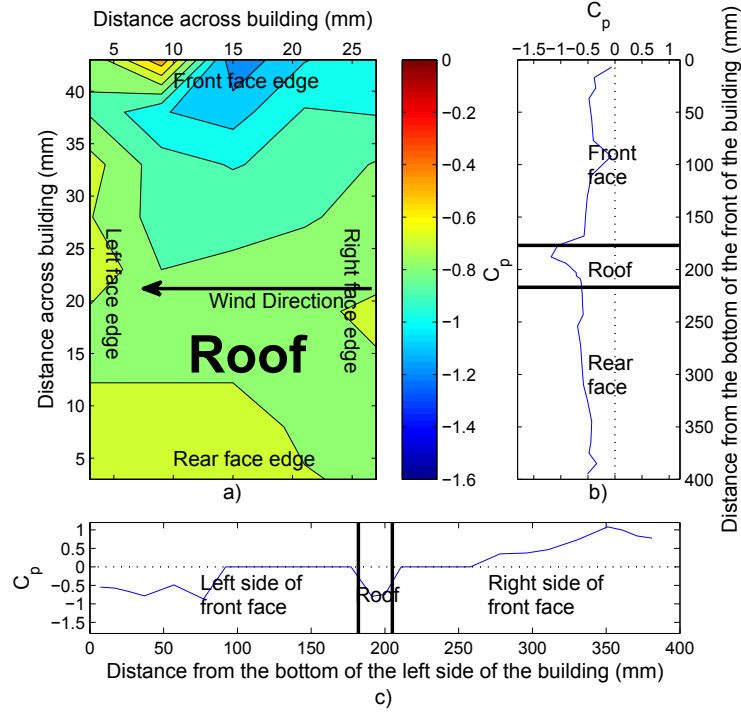 Distance across building (mm)
5 10 15 20 25
Distance across building (mm)
40
35
30
25
20
15
10
5
Front face edge
Left face edge
Right face edge
Wind Direction
Roof
Rear face edge
a)
0
−0.2
−0.4
−0.6
−0.8
−1
−1.2
−1.4
−1.6
C_p
C_p
−1.8 −1.2 −0.6 0 0.6 1.2
0
50
100
150
200
250
300
350
400
Distance from the bottom of the front of the building (mm)
Front
face
Roof
Rear
face
b)
C_p
1
0.5
0
−0.5
−1
−1.5
Left side of
front face
Roof
Right side of
front face
0 50 100 150 200 250 300 350 400
Distance from the bottom of the left side of the building (mm)
c)